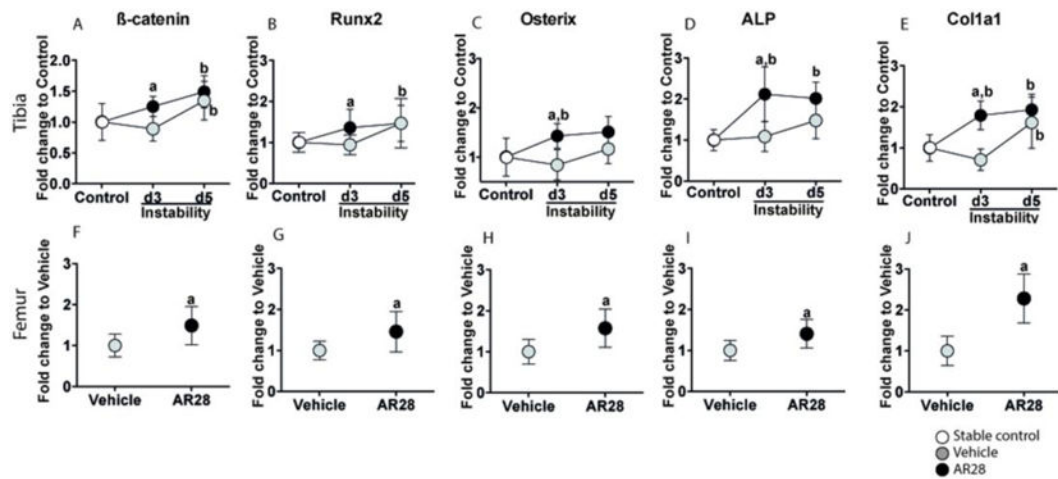 A ß-catenin
B Runx2
C Osterix
D ALP
E Col1a1
Tibia
Fold change to Control
2.0
1.5
1.0
0.5
0.0
a
b
b
Control d3 d5
Instability
Fold change to Control
3
2
1
0
a
b
Control d3 d5
Instability
Fold change to Control
3
2
1
a,b
Control d3 d5
Instability
Fold change to Control
3
2
1
0
a,b
b
Control d3 d5
Instability
Fold change to Control
3
2
1
0
a,b
b
b
Control d3 d5
Instability
Femur
F
Fold change to Vehicle
3
2
1
0
a
Vehicle AR28
G
Fold change to Vehicle
3
2
1
0
a
Vehicle AR28
H
Fold change to Vehicle
3
2
1
0
a
Vehicle AR28
I
Fold change to Vehicle
3
2
1
0
a
Vehicle AR28
J
Fold change to Vehicle
3
2
1
0
a
Vehicle AR28
Stable control
Vehicle
AR28